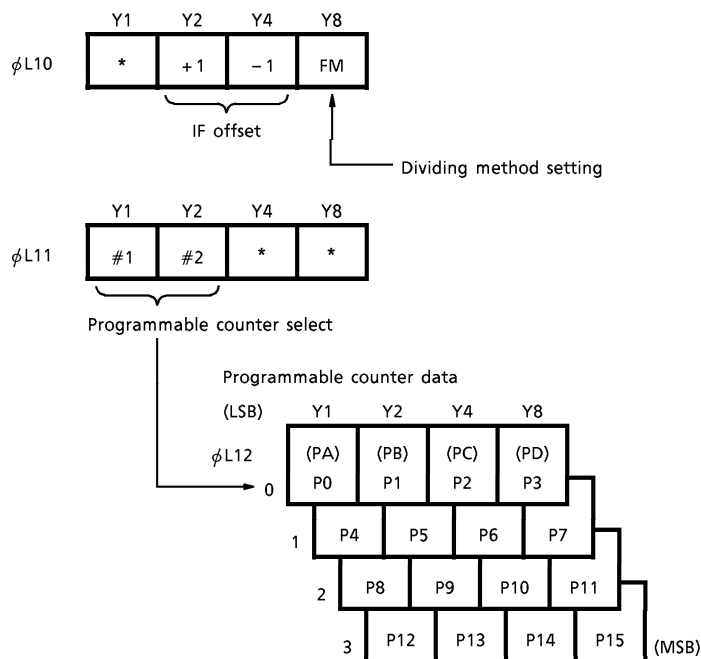 Y1 Y2 Y4 Y8
ϕL10 * +1 −1 FM
IF offset
Dividing method setting
Y1 Y2 Y4 Y8
ϕL11 #1 #2 * *
Programmable counter select
Programmable counter data
(LSB) Y1 Y2 Y4 Y8
ϕL12 (PA) (PB) (PC) (PD)
0 P0 P1 P2 P3
1 P4 P5 P6 P7
2 P8 P9 P10 P11
3 P12 P13 P14 P15 (MSB)